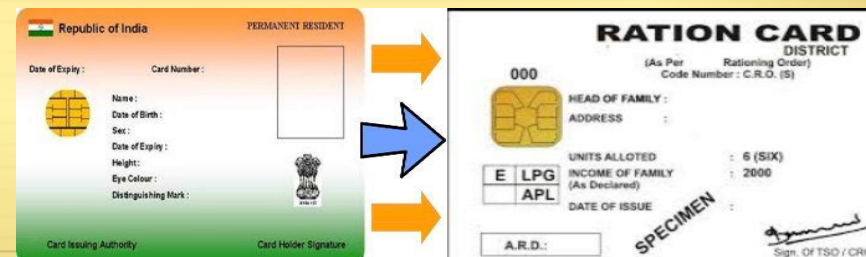 Republic of India
PERMANENT RESIDENT
Date of Expiry :
Card Number :
Name :
Date of Birth :
Sex :
Date of Expiry :
Height :
Eye Colour :
Distinguishing Mark :
Card Issuing Authority
Card Holder Signature
RATION CARD
DISTRICT
(As Per Rationing Order)
Code Number : C.R.O. (S)
000
HEAD OF FAMILY :
ADDRESS :
UNITS ALLOTED : 6 (SIX)
E LPG
INCOME OF FAMILY : 2000
(As Declared)
APL
DATE OF ISSUE :
SPECIMEN
A.R.D.:
Sign. Of TSO /